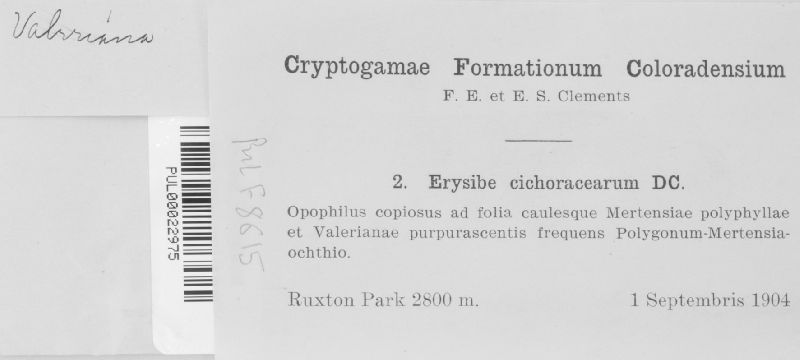 Valeriana
Cryptogamae Formationum Coloradensium
F. E. et E. S. Clements
2. Erysibe cichoracearum DC.
Opophilus copiosus ad folia caulesque Mertensiae polyphyllae
et Valerianae purpurascentis frequens Polygonum-Mertensia-
ochthio.
Ruxton Park 2800 m.
1 Septembris 1904
PUL00022975
PUL F8615